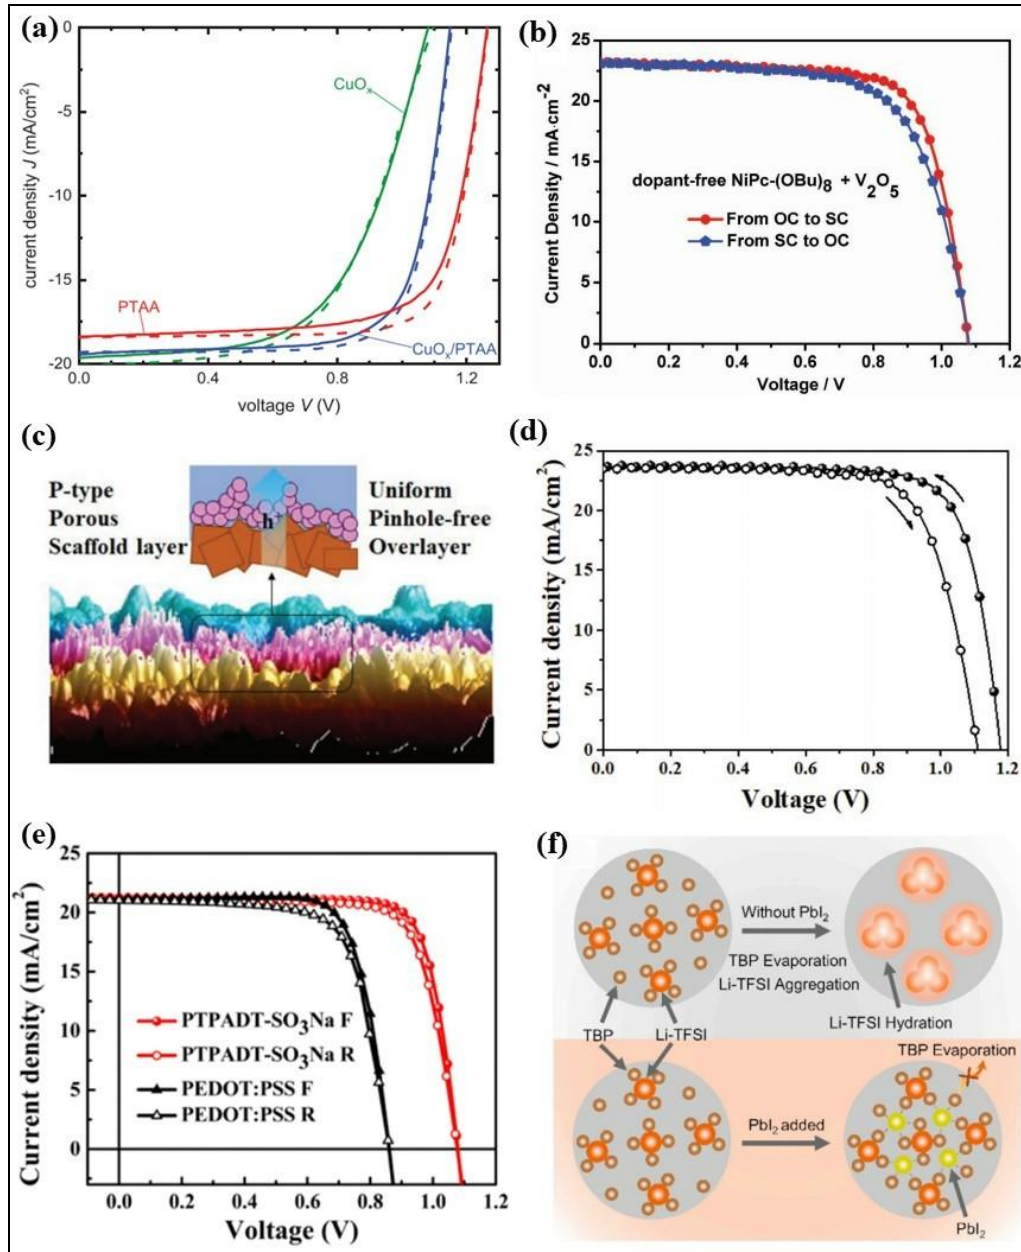 (a)
0
-5
-10
-15
-20
current density J (mA/cm²)
CuOₓ
PTAA
CuOₓ/PTAA
0.0 0.4 0.8 1.2
voltage V (V)
(b)
25
20
15
10
5
0
Current Density / mA·cm⁻²
dopant-free NiPc-(OBu)₈ + V₂O₅
From OC to SC
From SC to OC
0.0 0.2 0.4 0.6 0.8 1.0 1.2
Voltage / V
(c)
P-type
Porous
Scaffold layer
h⁺
Uniform
Pinhole-free
Overlayer
(d)
25
20
15
10
5
0
Current density (mA/cm²)
0.0 0.2 0.4 0.6 0.8 1.0 1.2
Voltage (V)
(e)
25
20
15
10
5
0
Current density (mA/cm²)
PTPADT-SO₃Na F
PTPADT-SO₃Na R
PEDOT:PSS F
PEDOT:PSS R
0.0 0.2 0.4 0.6 0.8 1.0 1.2
Voltage (V)
(f)
Without PbI₂
TBP Evaporation
Li-TFSI Aggregation
Li-TFSI Hydration
TBP
Li-TFSI
TBP Evaporation
PbI₂ added
PbI₂